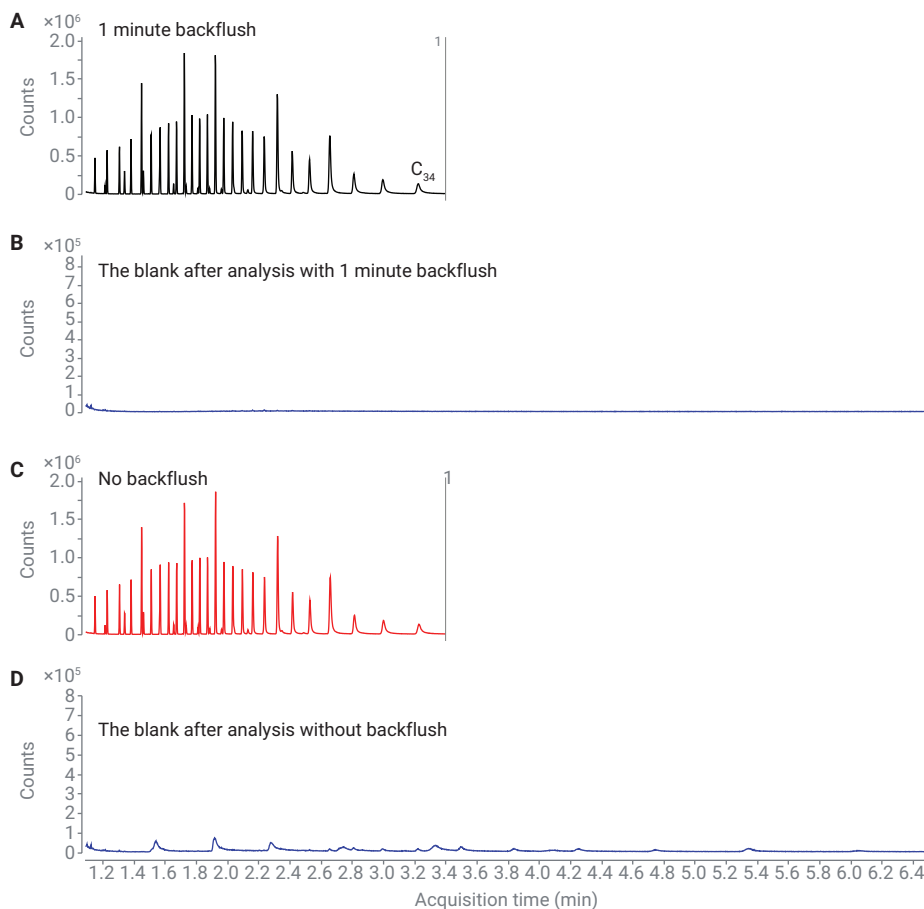 A
×10⁶
1 minute backflush
1
2.0
1.5
1.0
0.5
0
Counts
C₃₄
B
×10⁵
The blank after analysis with 1 minute backflush
8
7
6
5
4
3
2
1
0
Counts
C
×10⁶
No backflush
1
2.0
1.5
1.0
0.5
0
Counts
D
×10⁵
The blank after analysis without backflush
8
7
6
5
4
3
2
1
0
Counts
1.2 1.4 1.6 1.8 2.0 2.2 2.4 2.6 2.8 3.0 3.2 3.4 3.6 3.8 4.0 4.2 4.4 4.6 4.8 5.0 5.2 5.4 5.6 5.8 6.0 6.2 6.4
Acquisition time (min)